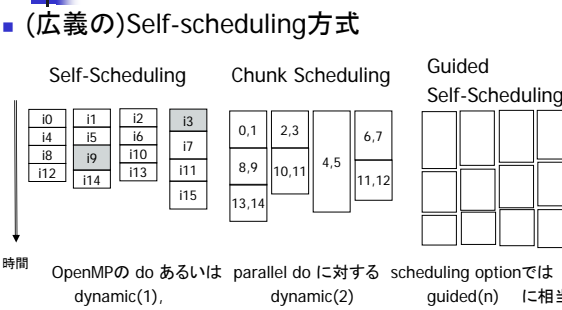 (広義の)Self-scheduling方式
Self-Scheduling
Chunk Scheduling
Guided
Self-Scheduling
i0 i1 i2 i3
i4 i5 i6 i7
i8 i9 i10 i11
i12 i14 i13 i15
0,1 2,3 4,5 6,7
8,9 10,11 11,12
13,14
時間
OpenMPの do あるいは parallel do に対する scheduling optionでは
dynamic(1), dynamic(2) guided(n) に相